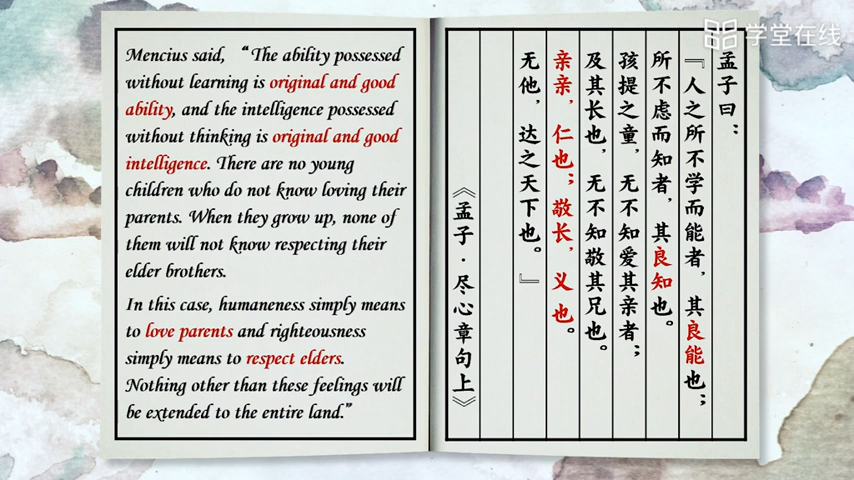 Mencius said, “The ability possessed
without learning is original and good
ability, and the intelligence possessed
without thinking is original and good
intelligence. There are no young
children who do not know loving their
parents. When they grow up, none of
them will not know respecting their
elder brothers.
In this case, humaneness simply means
to love parents and righteousness
simply means to respect elders.
Nothing other than these feelings will
be extended to the entire land.”
学堂在线
孟子曰：
『人之所不学而能者，其良能也；
所不虑而知者，其良知也。
孩提之童，无不知爱其亲者；
及其长也，无不知敬其兄也。
亲亲，仁也；敬长，义也。
无他，达之天下也。』
《孟子·尽心章句上》